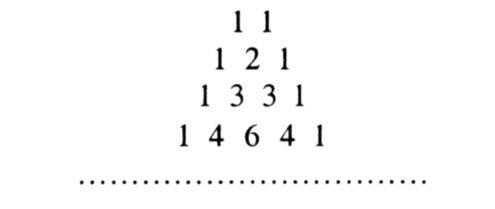 1 1
1 2 1
1 3 3 1
1 4 6 4 1
.................................